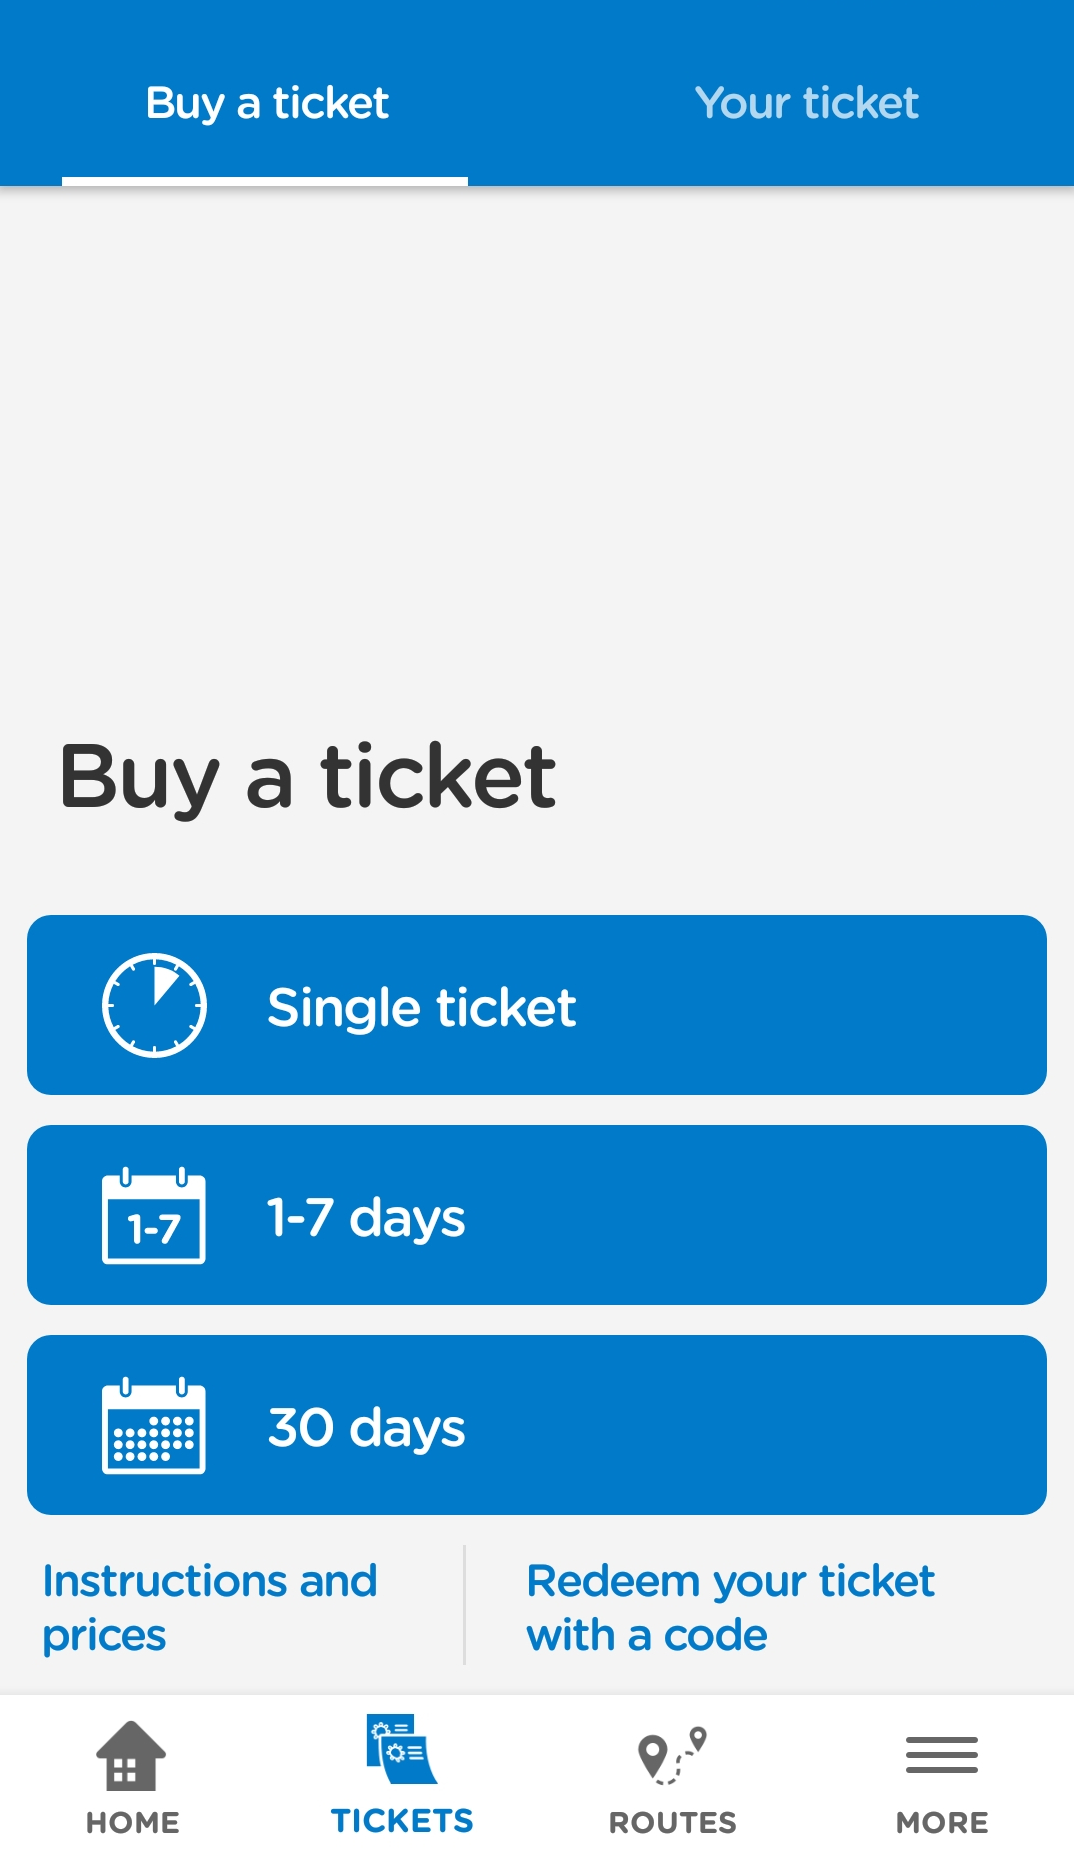 Buy a ticket
Your ticket
Buy a ticket
Single ticket
1-7
1-7 days
30 days
Instructions and
prices
Redeem your ticket
with a code
HOME
TICKETS
ROUTES
MORE